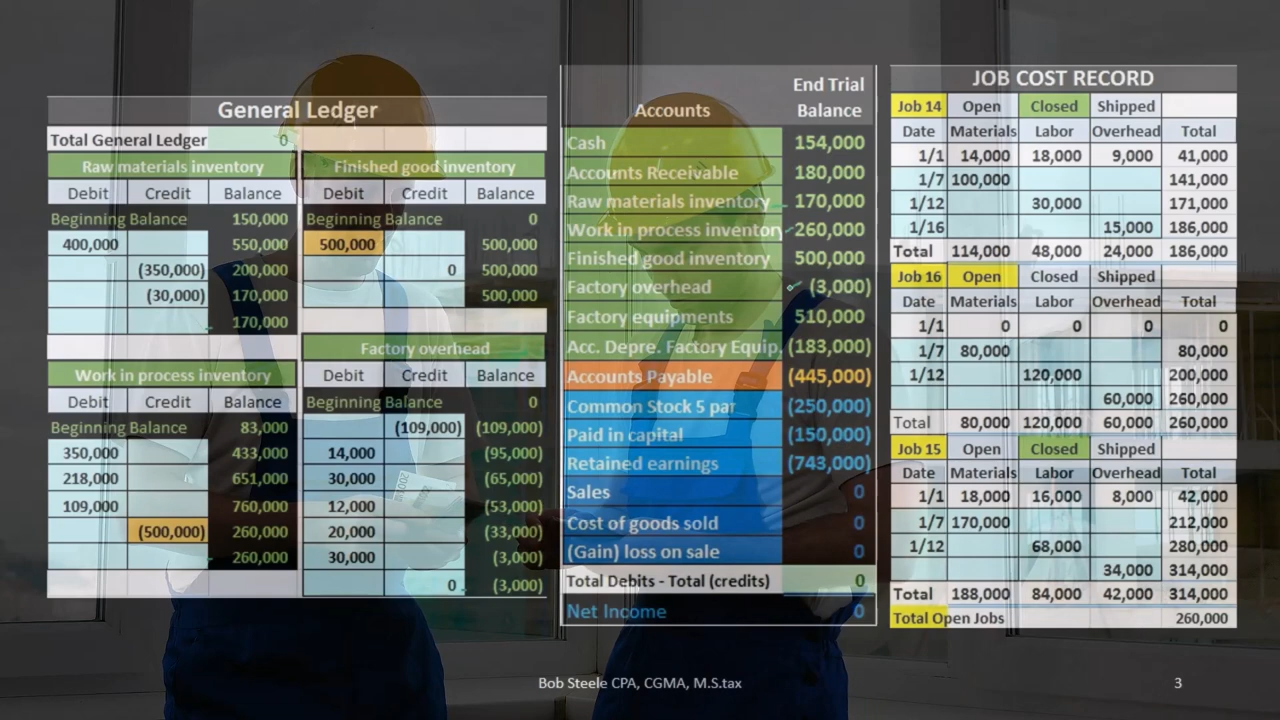 General Ledger
Total General Ledger 0
Raw materials inventory Finished good inventory
Debit Credit Balance Debit Credit Balance
Beginning Balance 150,000 Beginning Balance 0
400,000 550,000 500,000 500,000
(350,000) 200,000 0 500,000
(30,000) 170,000 500,000
170,000
Factory overhead
Work in process inventory Debit Credit Balance
Debit Credit Balance Beginning Balance 0
Beginning Balance 83,000 (109,000) (109,000)
350,000 433,000 14,000 (95,000)
218,000 651,000 30,000 (65,000)
109,000 760,000 12,000 (53,000)
(500,000) 260,000 20,000 (33,000)
260,000 30,000 (3,000)
0 (3,000)
End Trial
Accounts Balance
Cash 154,000
Accounts Receivable 180,000
Raw materials inventory 170,000
Work in process inventory 260,000
Finished good inventory 500,000
Factory overhead (3,000)
Factory equipments 510,000
Acc. Depre. Factory Equip. (183,000)
Accounts Payable (445,000)
Common Stock 5 par (250,000)
Paid in capital (150,000)
Retained earnings (743,000)
Sales 0
Cost of goods sold 0
(Gain) loss on sale 0
Total Debits - Total (credits) 0
Net Income 0
JOB COST RECORD
Job 14 Open Closed Shipped
Date Materials Labor Overhead Total
1/1 14,000 18,000 9,000 41,000
1/7 100,000 141,000
1/12 30,000 171,000
1/16 15,000 186,000
Total 114,000 48,000 24,000 186,000
Job 16 Open Closed Shipped
Date Materials Labor Overhead Total
1/1 0 0 0 0
1/7 80,000 80,000
1/12 120,000 200,000
60,000 260,000
Total 80,000 120,000 60,000 260,000
Job 15 Open Closed Shipped
Date Materials Labor Overhead Total
1/1 18,000 16,000 8,000 42,000
1/7 170,000 212,000
1/12 68,000 280,000
34,000 314,000
Total 188,000 84,000 42,000 314,000
Total Open Jobs 260,000
Bob Steele CPA, CGMA, M.S.tax 3